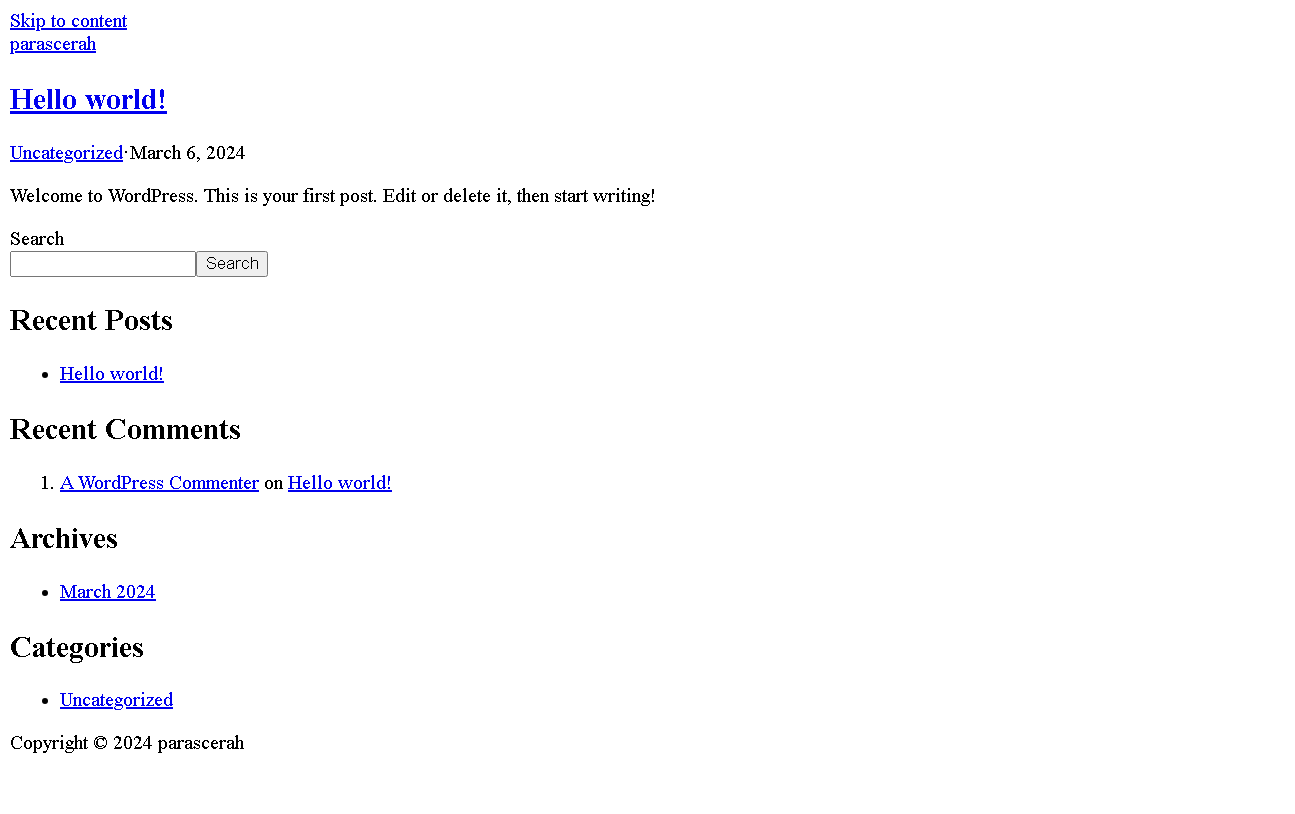 Skip to content
parascerah
Hello world!
Uncategorized·March 6, 2024
Welcome to WordPress. This is your first post. Edit or delete it, then start writing!
Search
Search
Recent Posts
Hello world!
Recent Comments
1. A WordPress Commenter on Hello world!
Archives
March 2024
Categories
Uncategorized
Copyright © 2024 parascerah